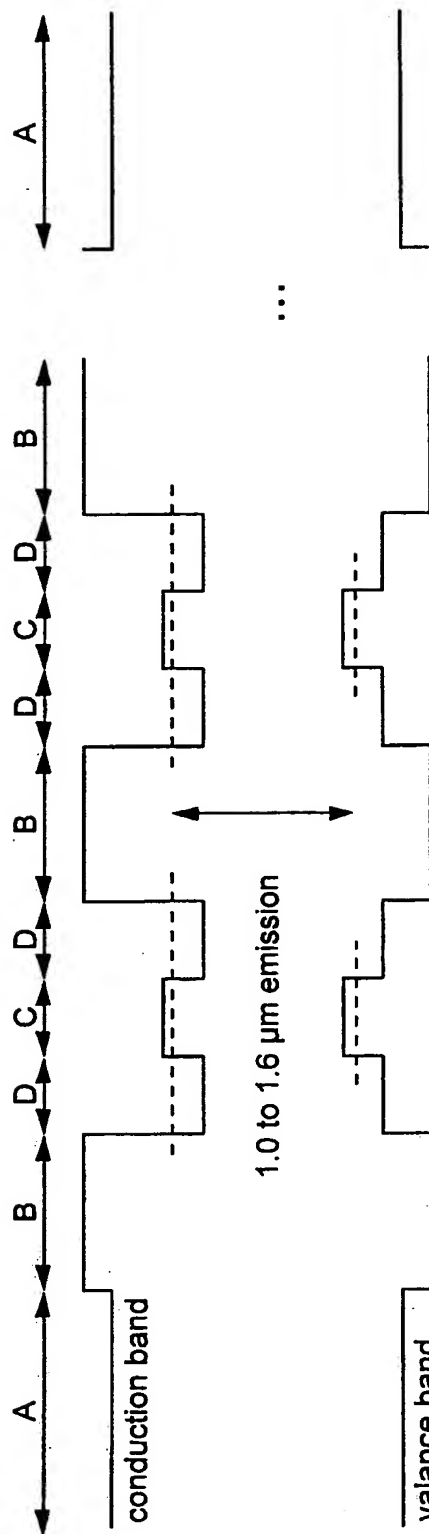 A B D C D B D C D B A
conduction band
1.0 to 1.6 µm emission
...
valance band